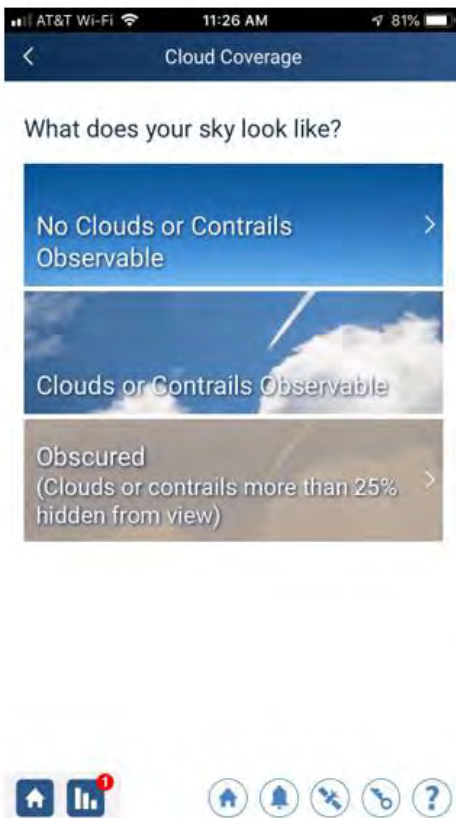 AT&T Wi-Fi 11:26 AM 81%
Cloud Coverage
What does your sky look like?
No Clouds or Contrails
Observable
Clouds or Contrails Observable
Obscured
(Clouds or contrails more than 25%
hidden from view)
1
?